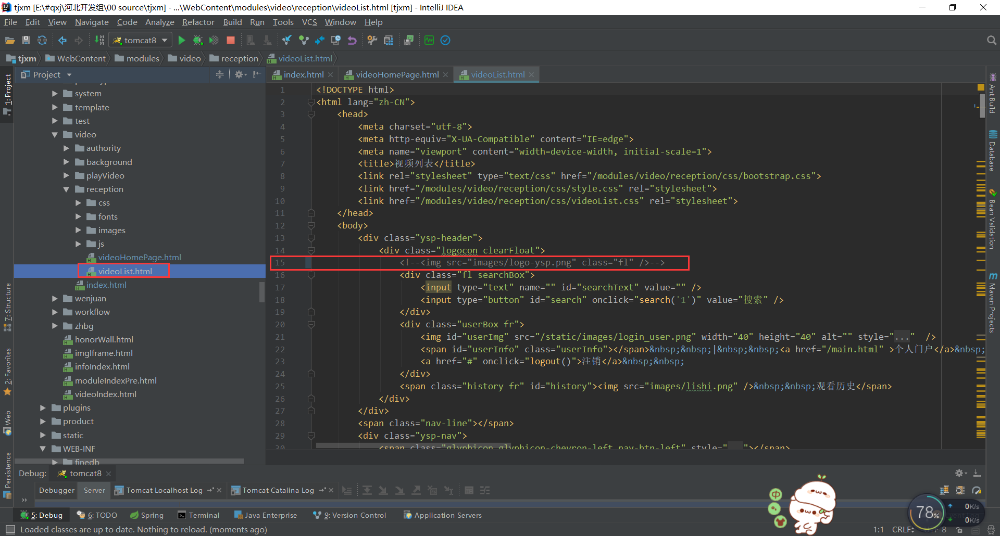 tjxm [E:\#qxj\河北开发组\00 source\tjxm] - ...\WebContent\modules\video\reception\videoList.html [tjxm] - IntelliJ IDEA
File Edit View Navigate Code Analyze Refactor Build Run Tools VCS Window Help
tomcat8
tjxm WebContent modules video reception videoList.html
Project
index.html videoHomePage.html videoList.html
1: Project
7: Structure
2: Favorites
Web
Persistence
system
template
test
video
authority
background
playVideo
reception
css
fonts
images
js
videoHomePage.html
videoList.html
index.html
wenjuan
workflow
zhbg
honorWall.html
imgIframe.html
infoIndex.html
moduleIndexPre.html
videoIndex.html
plugins
product
static
WEB-INF
finedb
1 <!DOCTYPE html>
2 <html lang="zh-CN">
3 <head>
4 <meta charset="utf-8">
5 <meta http-equiv="X-UA-Compatible" content="IE=edge">
6 <meta name="viewport" content="width=device-width, initial-scale=1">
7 <title>视频列表</title>
8 <link rel="stylesheet" type="text/css" href="/modules/video/reception/css/bootstrap.css">
9 <link href="/modules/video/reception/css/style.css" rel="stylesheet">
10 <link href="/modules/video/reception/css/videoList.css" rel="stylesheet">
11 </head>
12 <body>
13 <div class="ysp-header">
14 <div class="logocon clearFloat">
15 <!--<img src="images/logo-ysp.png" class="fl" />-->
16 <div class="fl searchBox">
17 <input type="text" name="" id="searchText" value="" />
18 <input type="button" id="search" onclick="search('1')" value="搜索" />
19 </div>
20 <div class="userBox fr">
21 <img id="userImg" src="/static/images/login_user.png" width="40" height="40" alt="" style="..." />
22 <span id="userInfo" class="userInfo"></span>&nbsp;&nbsp;|&nbsp;&nbsp;<a href="/main.html" >个人门户</a>&nbsp;
23 <a href="#" onclick="logout()">注销</a>&nbsp;&nbsp;
24 </div>
25 <span class="history fr" id="history"><img src="images/lishi.png" />&nbsp;&nbsp;观看历史</span>
26 </div>
27 </div>
28 <span class="nav-line"></span>
29 <div class="ysp-nav">
30 <span class="glyphicon glyphicon-chevron-left nav-btn-left" style=" "></span>
Ant Build
Database
Bean Validation
Maven Projects
Debug: tomcat8
Debugger Server Tomcat Localhost Log Tomcat Catalina Log
5: Debug 6: TODO Spring Terminal Java Enterprise 9: Version Control Application Servers
Loaded classes are up to date. Nothing to reload. (moments ago)
1:1 CRLF
中
78%
0K/s
0K/s